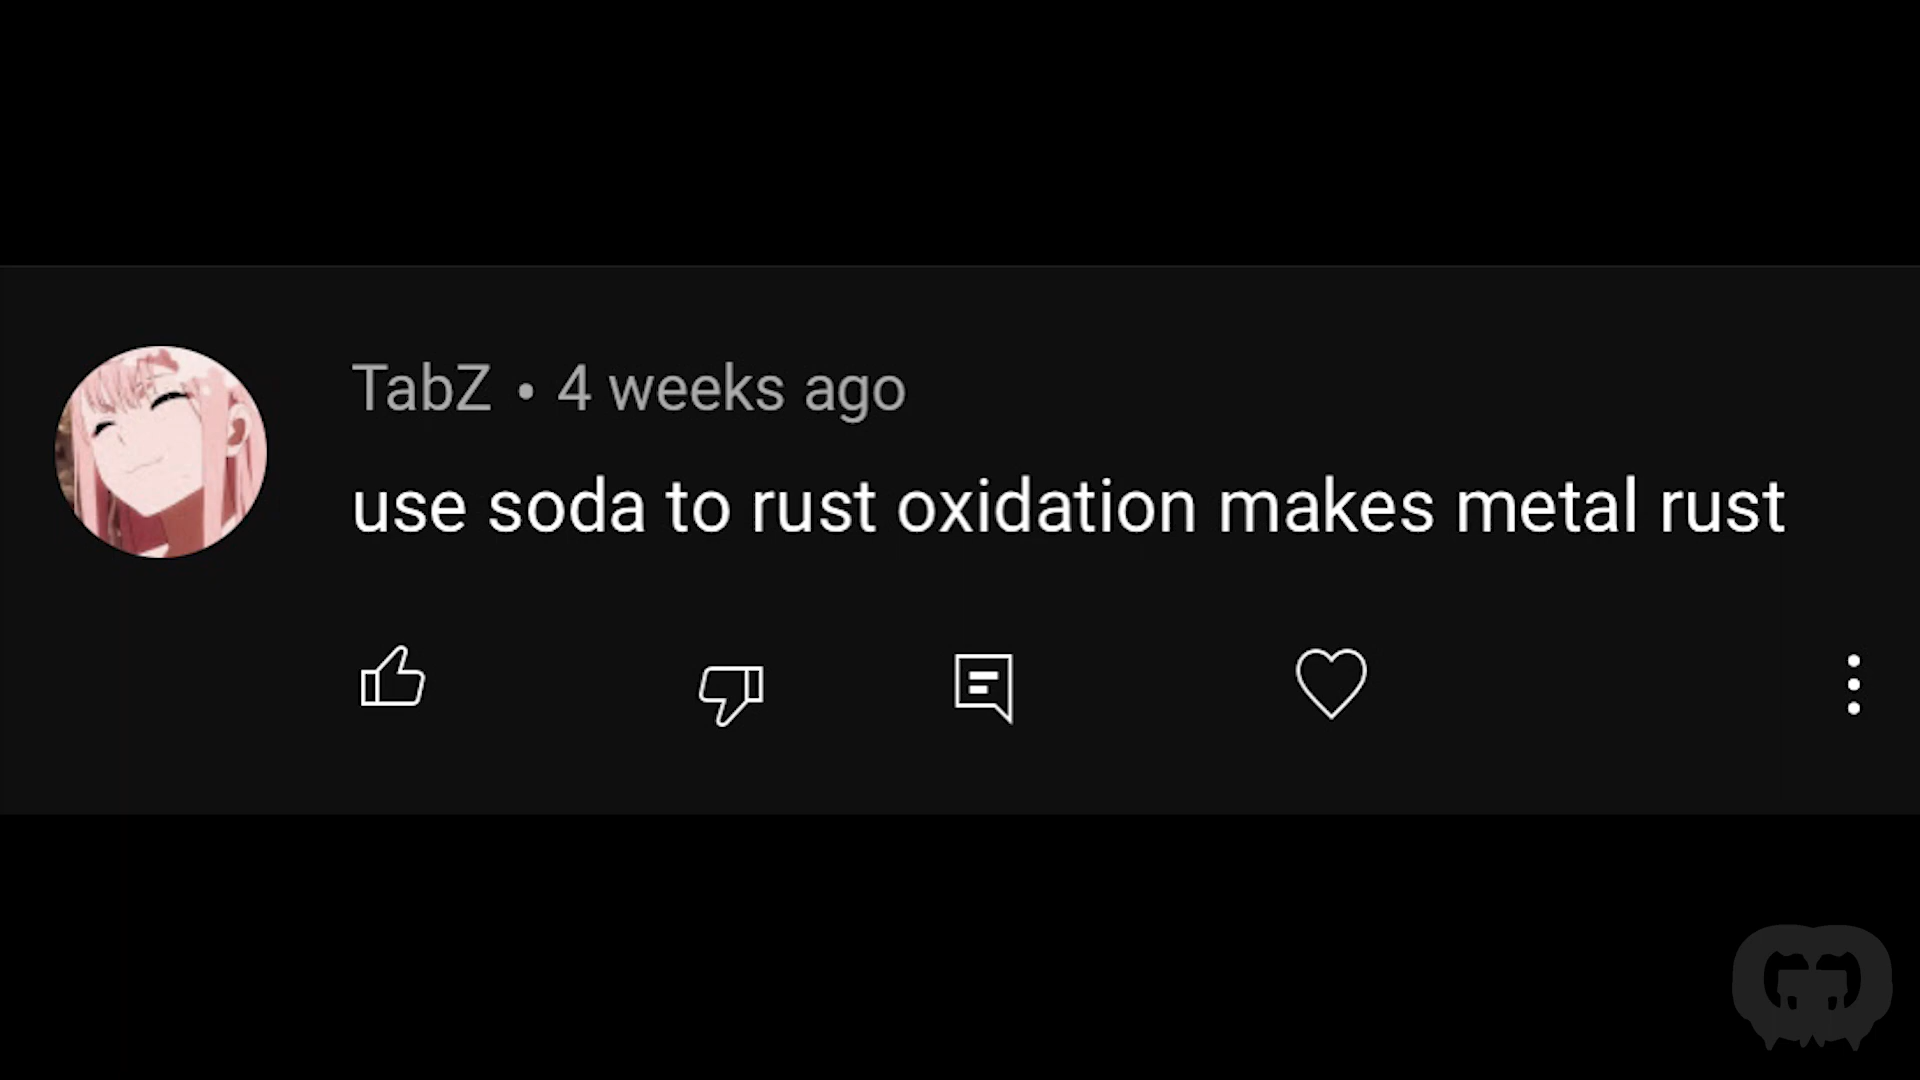 TabZ • 4 weeks ago
use soda to rust oxidation makes metal rust